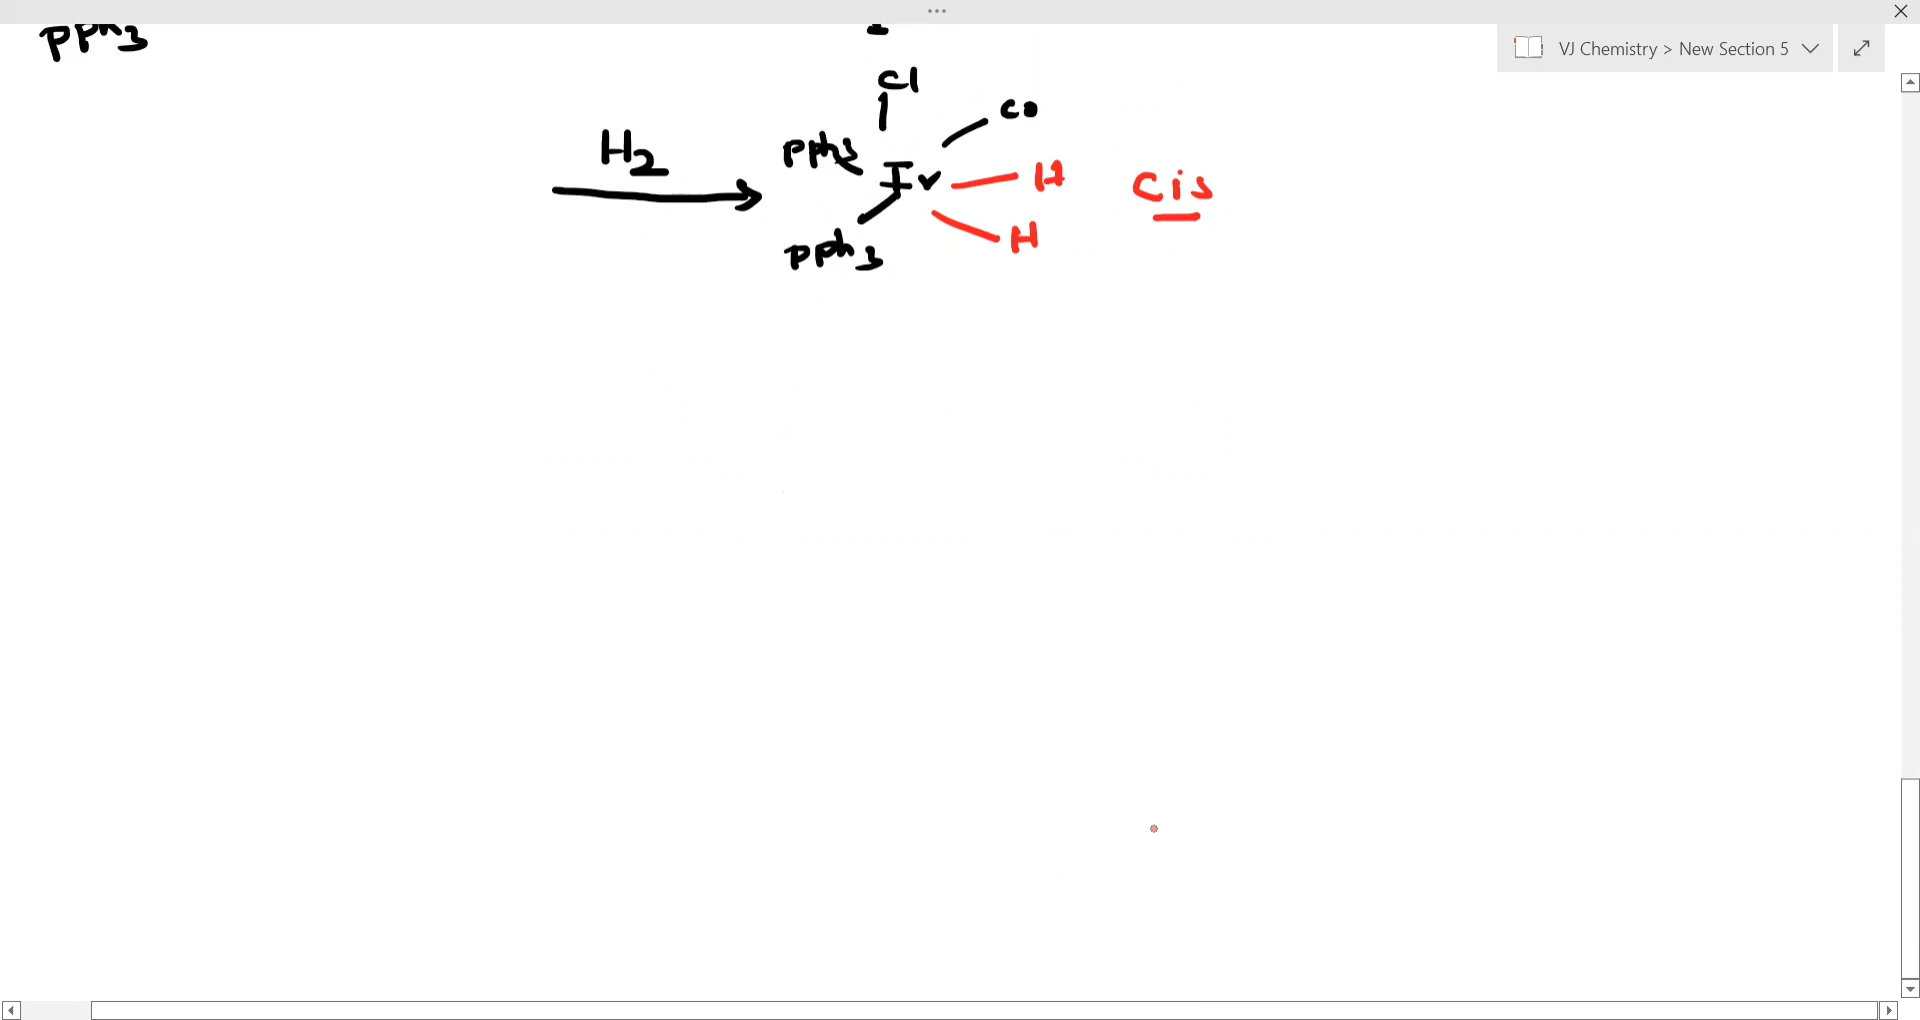 pph3
VJ Chemistry > New Section 5
Cl
co
H2
pph3
Ir
H
cis
H
pph3